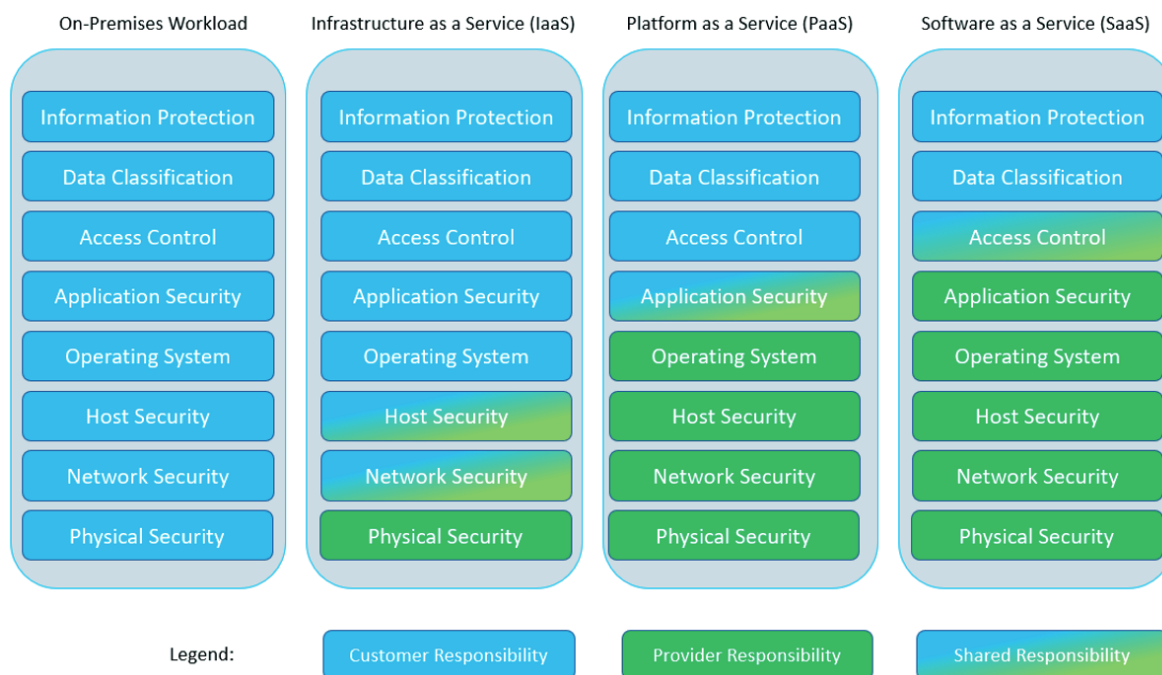 On-Premises Workload
Infrastructure as a Service (IaaS)
Platform as a Service (PaaS)
Software as a Service (SaaS)
Information Protection
Data Classification
Access Control
Application Security
Operating System
Host Security
Network Security
Physical Security
Information Protection
Data Classification
Access Control
Application Security
Operating System
Host Security
Network Security
Physical Security
Information Protection
Data Classification
Access Control
Application Security
Operating System
Host Security
Network Security
Physical Security
Information Protection
Data Classification
Access Control
Application Security
Operating System
Host Security
Network Security
Physical Security
Legend:
Customer Responsibility
Provider Responsibility
Shared Responsibility